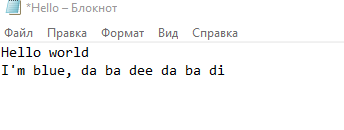 *Hello – Блокнот
Файл Правка Формат Вид Справка
Hello world
I'm blue, da ba dee da ba di